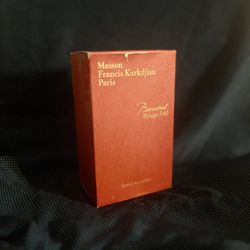 Maison
Francis Kurkdjian
Paris
Baccarat
Rouge 540